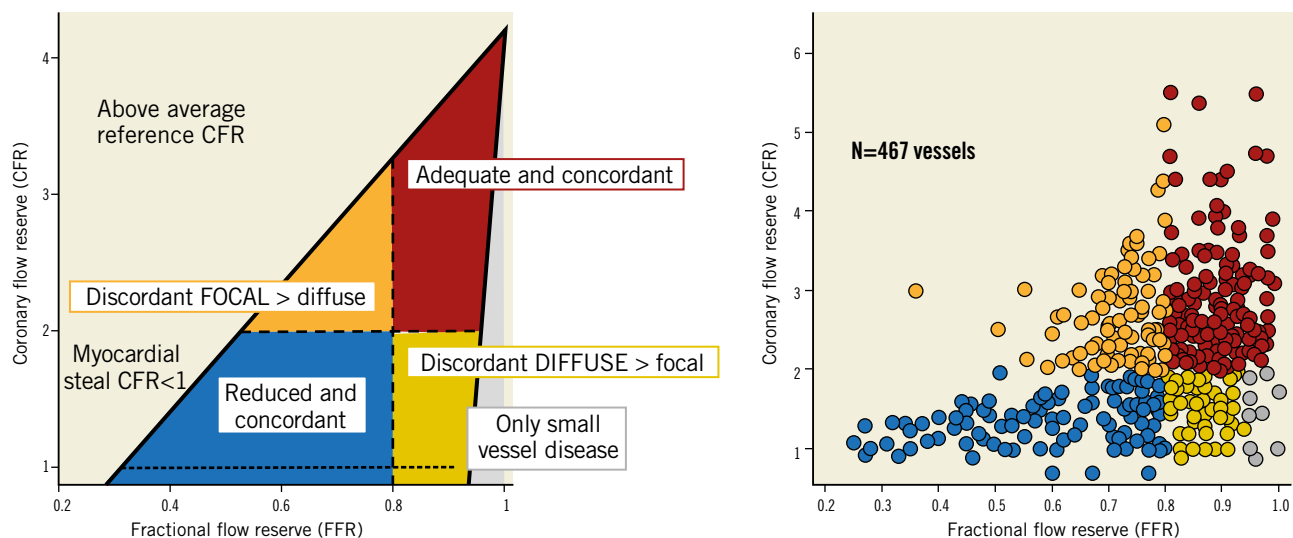 Coronary flow reserve (CFR)
4
3
2
1
0.2
0.4
0.6
0.8
1
Fractional flow reserve (FFR)
Above average
reference CFR
Adequate and concordant
Discordant FOCAL > diffuse
Myocardial
steal CFR<1
Discordant DIFFUSE > focal
Reduced and
concordant
Only small
vessel disease
Coronary flow reserve (CFR)
6
5
4
3
2
1
0.2
0.3
0.4
0.5
0.6
0.7
0.8
0.9
1.0
Fractional flow reserve (FFR)
N=467 vessels